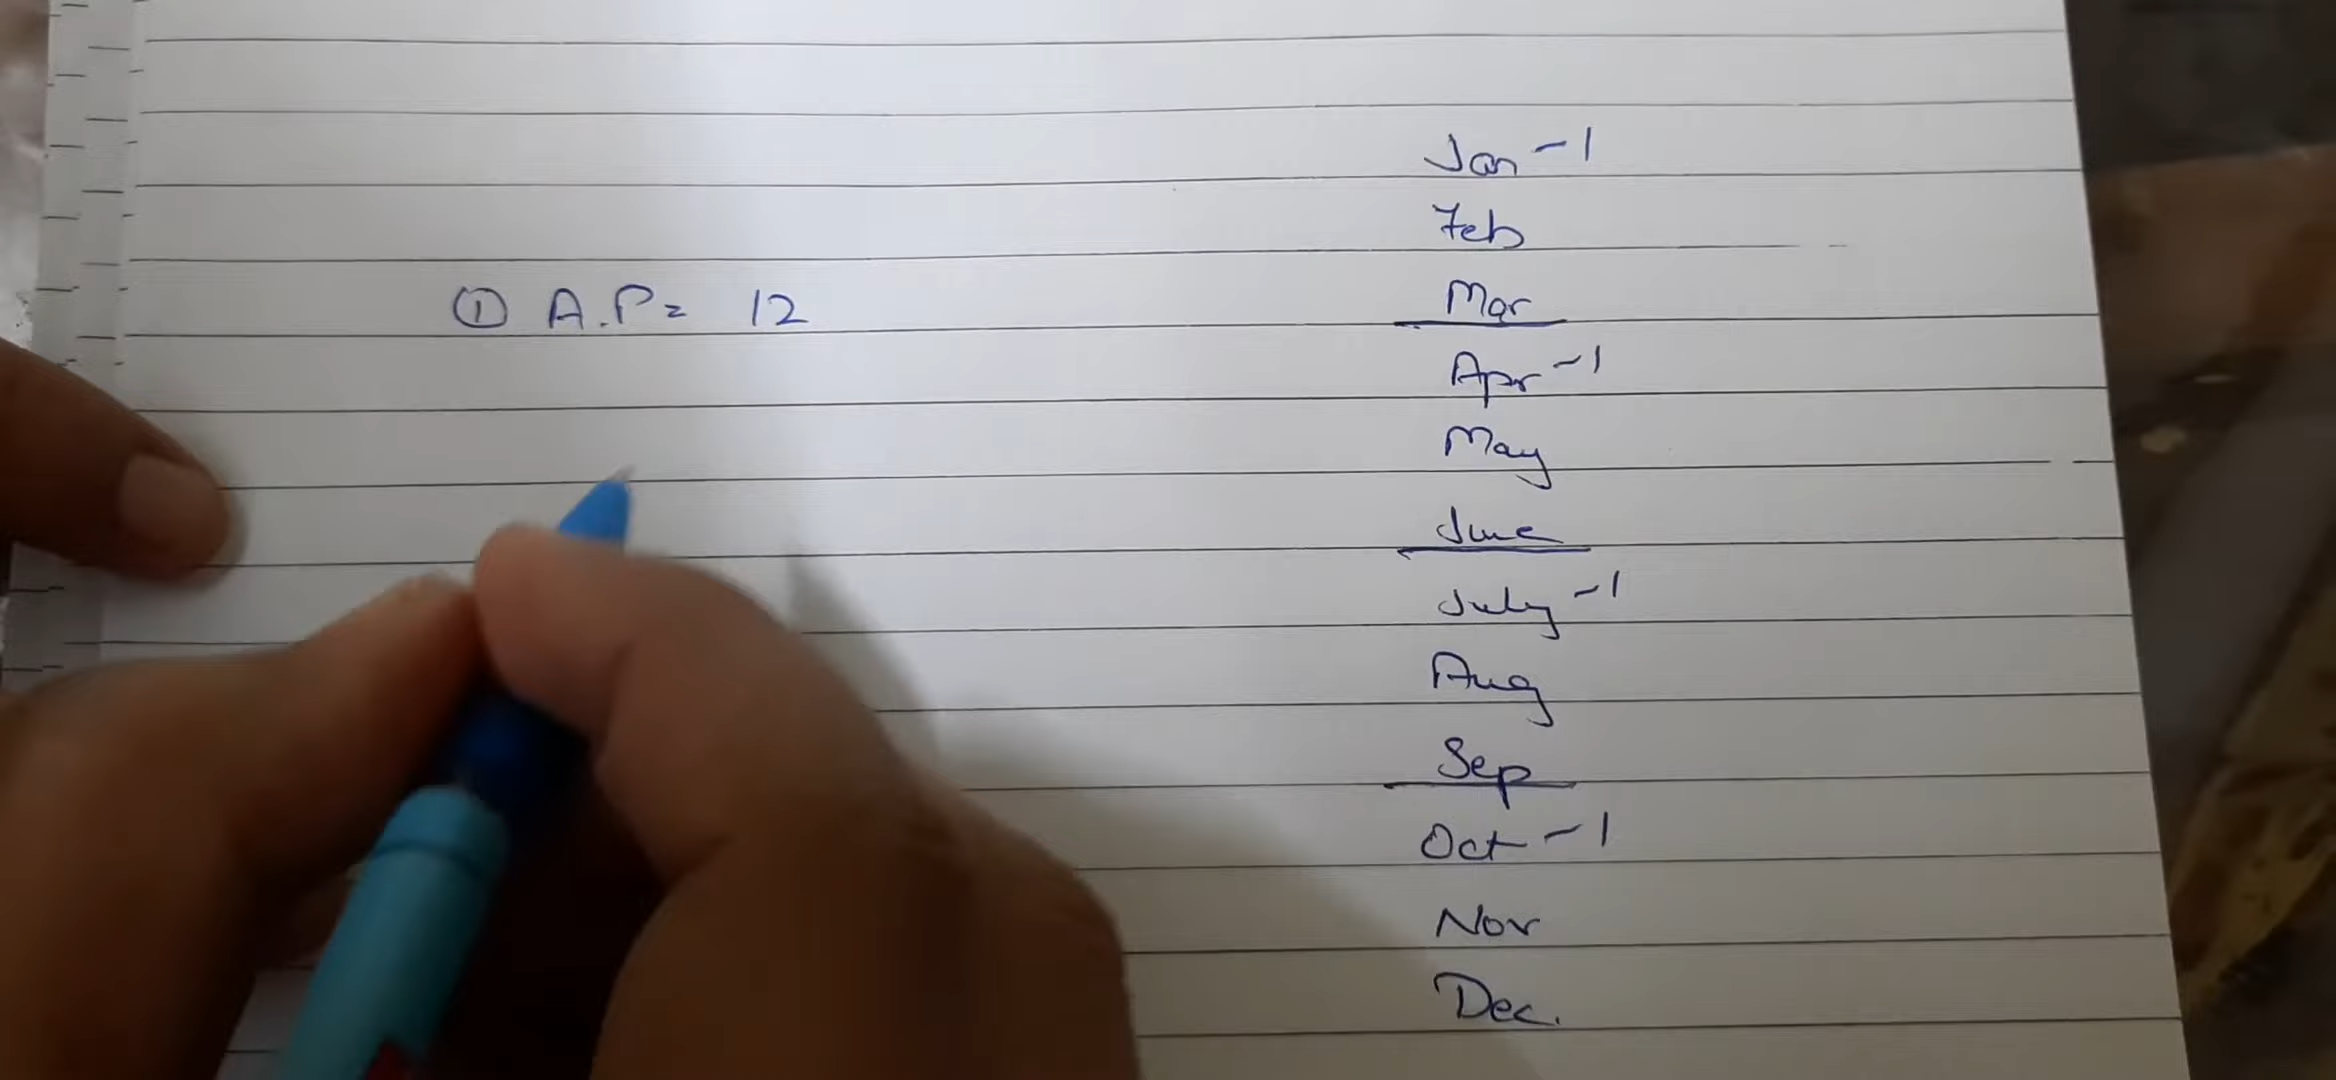 Jan - 1
Feb
① A.P = 12
Mar
Apr - 1
May
June
July - 1
Aug
Sep
Oct - 1
Nov
Dec.